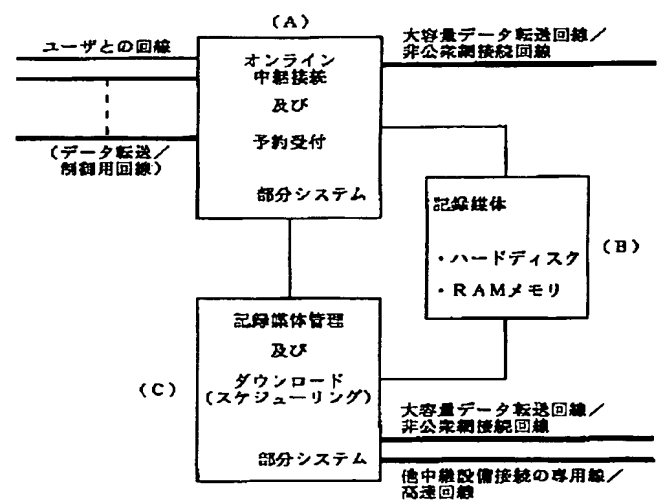 (A)
ユーザとの回線
大容量データ転送回線/
非公衆網接続回線
オンライン
中継接続
及び
予約受付
部分システム
(データ転送/
制御用回線)
記録媒体
・ハードディスク
・RAMメモリ
(B)
記録媒体管理
及び
ダウンロード
(スケジューリング)
部分システム
(C)
大容量データ転送回線/
非公衆網接続回線
他中継設備接続の専用線/
高速回線